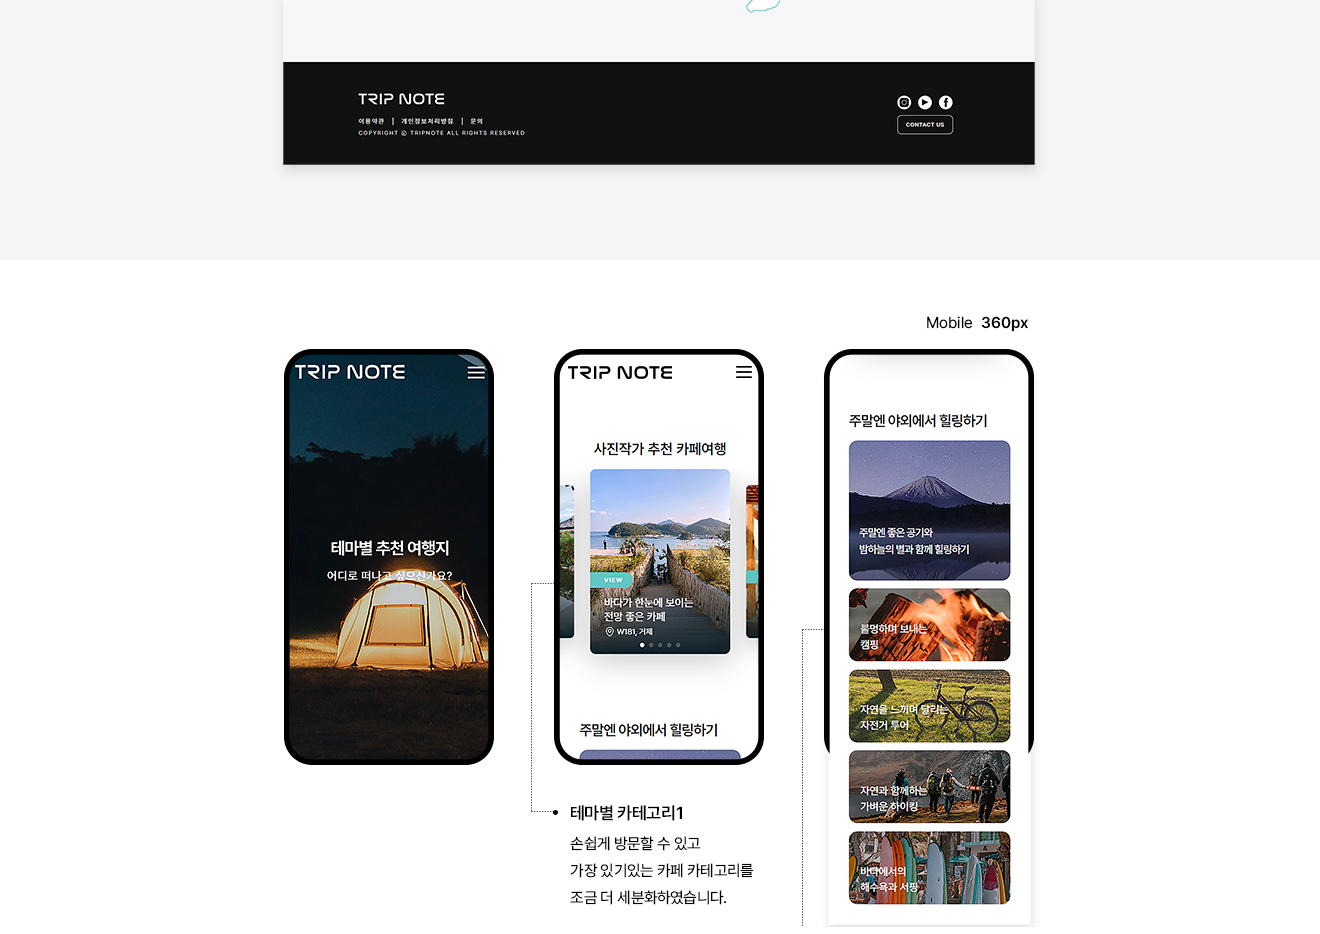 TRIP NOTE
이용약관 | 개인정보처리방침 | 문의
COPYRIGHT ⓒ TRIPNOTE ALL RIGHTS RESERVED
CONTACT US
Mobile 360px
TRIP NOTE
테마별 추천 여행지
어디로 떠나고 싶으신가요?
TRIP NOTE
사진작가 추천 카페여행
VIEW
바다가 한눈에 보이는
전망 좋은 카페
W181, 거제
주말엔 야외에서 힐링하기
테마별 카테고리1
손쉽게 방문할 수 있고
가장 있기있는 카페 카테고리를
조금 더 세분화하였습니다.
주말엔 야외에서 힐링하기
주말엔 좋은 공기와
밤하늘의 별과 함께 힐링하기
불멍하며 보내는
캠핑
자연을 느끼며 달리는
자전거 투어
자연과 함께하는
가벼운 하이킹
바다에서의
해수욕과 서핑